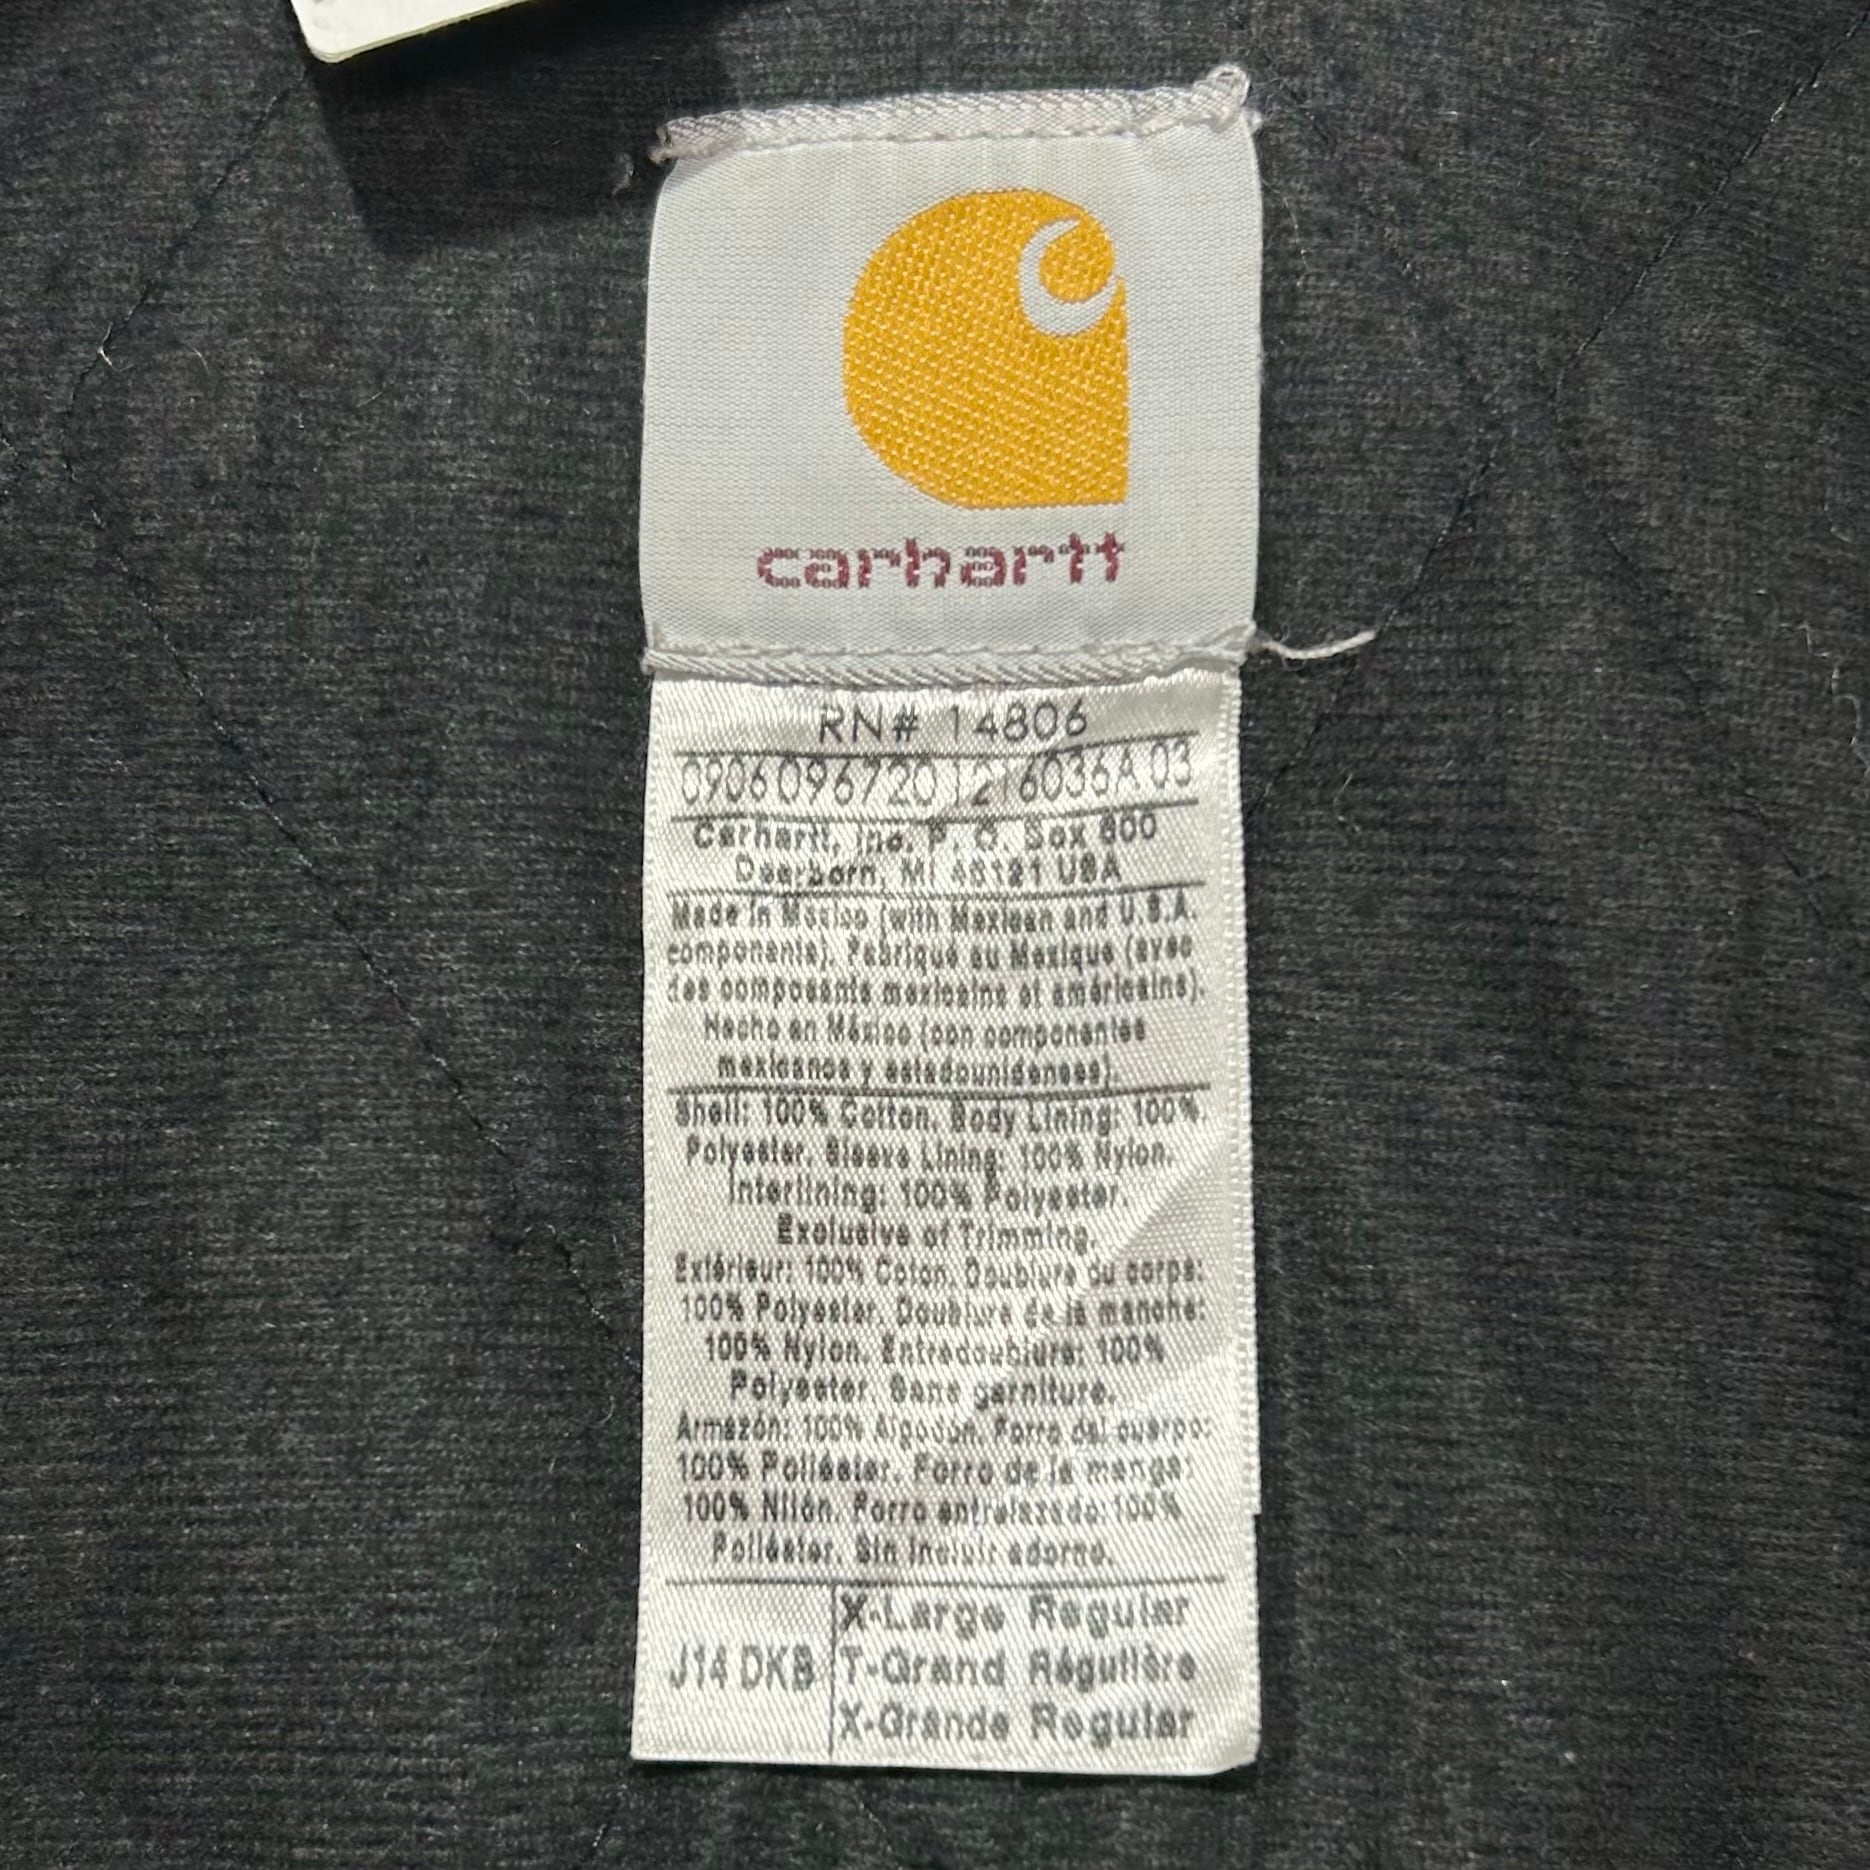 carhartt
RN# 14806
0906 096720 12 16036A 03
Carhartt, Inc. P. O. Box 600
Dearborn, MI 48121 USA
Made in Mexico (with Mexican and U.S.A.
components). Fabriqué au Mexique (avec
des composants mexicains et américains).
Hecho en México (con componentes
mexicanos y estadounidenses)
Shell: 100% Cotton. Body Lining: 100%
Polyester. Sleeve Lining: 100% Nylon.
Interlining: 100% Polyester.
Exclusive of Trimming.
Extérieur: 100% Coton. Doublure du corps:
100% Polyester. Doublure de la manche:
100% Nylon. Entredoublure: 100%
Polyester. Sans garniture.
Armazón: 100% Algodón. Forro del cuerpo:
100% Poliéster. Forro de la manga:
100% Nilón. Forro entrelazado: 100%
Poliéster. Sin incluir adorno.
X-Large Regular
J14 DKB T-Grand Régulière
X-Grande Regular